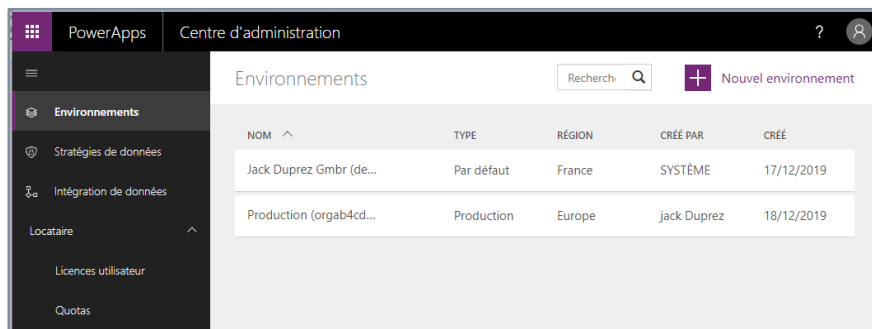 PowerApps Centre d'administration ?
Environnements Recherch Nouvel environnement
Environnements
Stratégies de données
Intégration de données
Locataire
Licences utilisateur
Quotas
NOM TYPE RÉGION CRÉÉ PAR CRÉÉ
Jack Duprez Gmbr (de... Par défaut France SYSTÈME 17/12/2019
Production (orgab4cd... Production Europe jack Duprez 18/12/2019